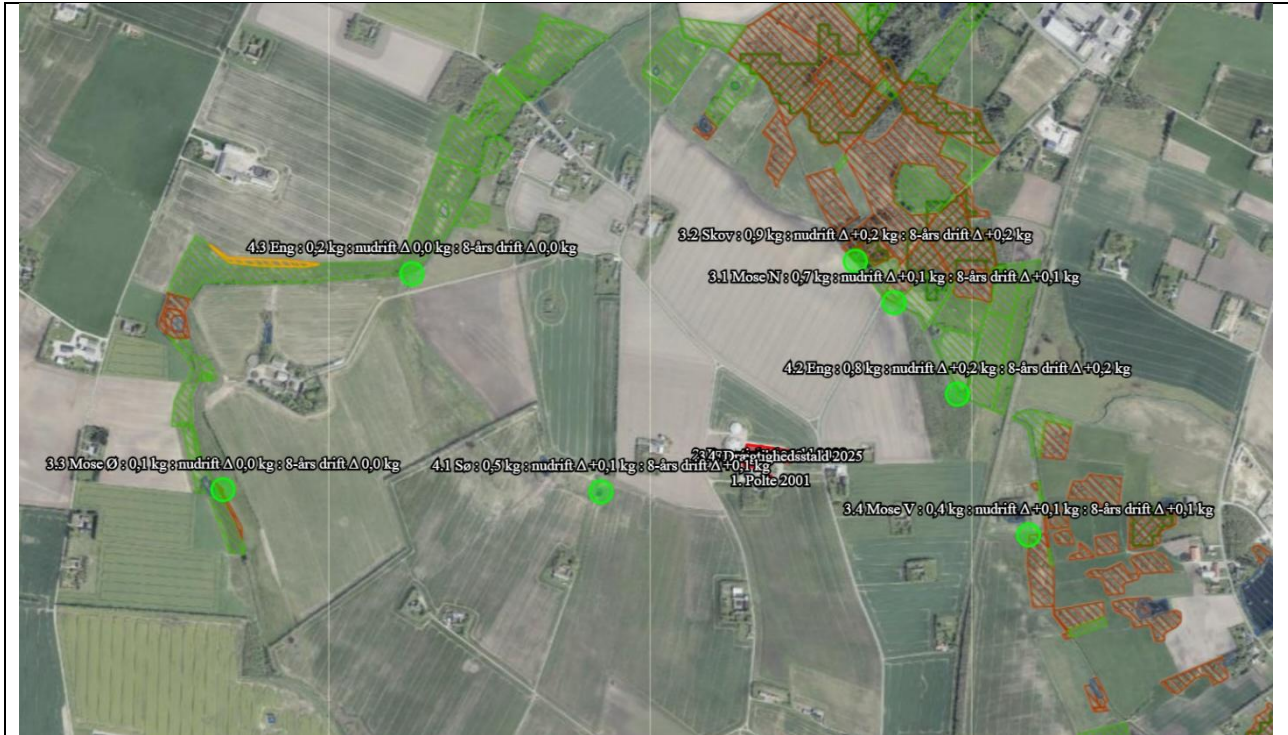 3.2 Skov : 0,9 kg : nudrift Δ +0,2 kg : 8-års drift Δ +0,2 kg
4.3 Eng : 0,2 kg : nudrift Δ 0,0 kg : 8-års drift Δ 0,0 kg
3.1 Mose N : 0,7 kg : nudrift Δ +0,1 kg : 8-års drift Δ +0,1 kg
4.2 Eng : 0,8 kg : nudrift Δ +0,2 kg : 8-års drift Δ +0,2 kg
Drægtighedsstald 2025
3.3 Mose Ø : 0,1 kg : nudrift Δ 0,0 kg : 8-års drift Δ 0,0 kg
4.1 Sø : 0,5 kg : nudrift Δ +0,1 kg : 8-års drift Δ +0,1 kg
1. Polte 2001
3.4 Mose V : 0,4 kg : nudrift Δ +0,1 kg : 8-års drift Δ +0,1 kg